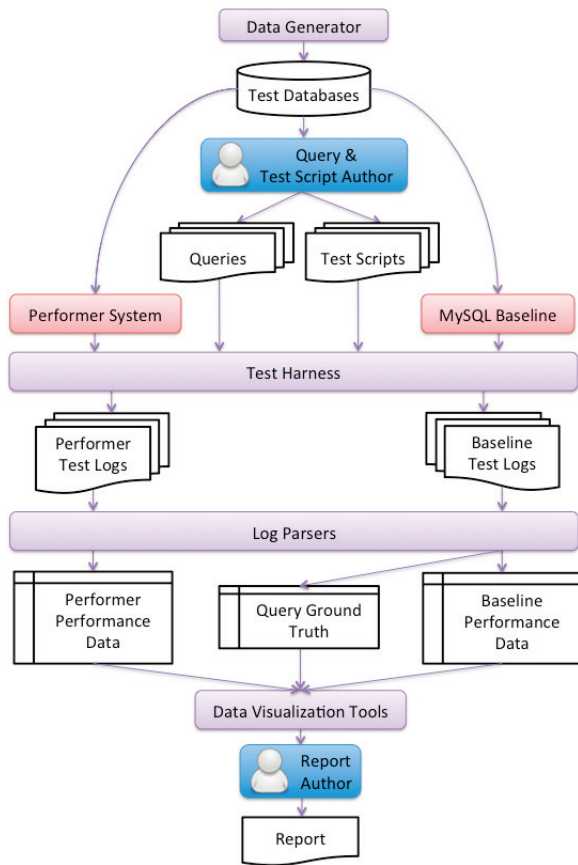 Data Generator
Test Databases
Query &
Test Script Author
Queries
Test Scripts
Performer System
MySQL Baseline
Test Harness
Performer
Test Logs
Baseline
Test Logs
Log Parsers
Performer
Performance
Data
Query Ground
Truth
Baseline
Performance
Data
Data Visualization Tools
Report
Author
Report